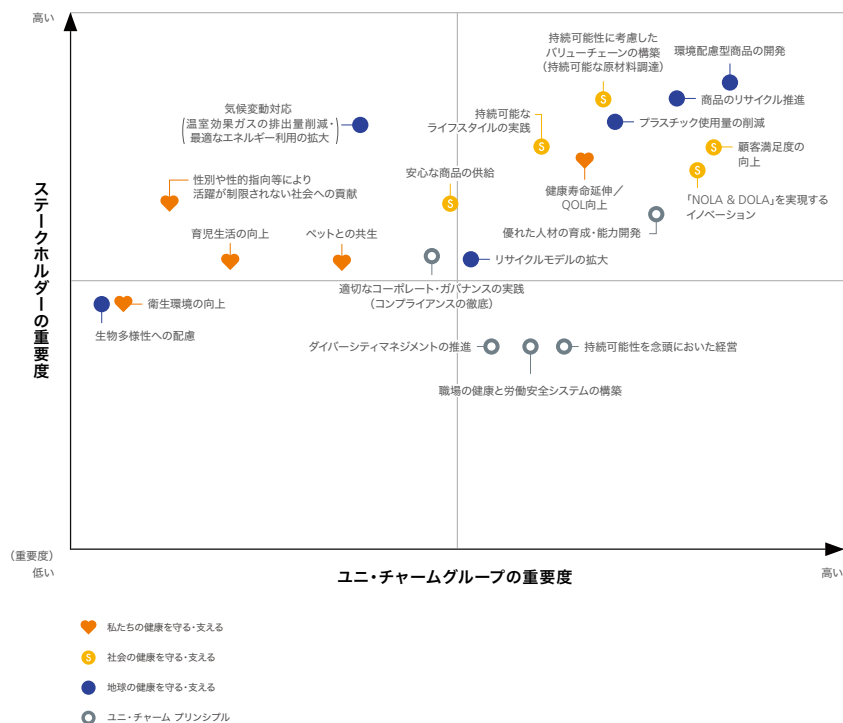 高い
持続可能性に考慮した
バリューチェーンの構築
(持続可能な原材料調達)
環境配慮型商品の開発
気候変動対応
(温室効果ガスの排出量削減・
最適なエネルギー利用の拡大)
持続可能な
ライフスタイルの実践
商品のリサイクル推進
プラスチック使用量の削減
顧客満足度の
向上
安心な商品の供給
健康寿命延伸/
QOL向上
「NOLA & DOLA」を実現する
イノベーション
性別や性的指向等により
活躍が制限されない社会への貢献
育児生活の向上
ペットとの共生
優れた人材の育成・能力開発
リサイクルモデルの拡大
適切なコーポレート・ガバナンスの実践
(コンプライアンスの徹底)
衛生環境の向上
生物多様性への配慮
ダイバーシティマネジメントの推進
持続可能性を念頭においた経営
職場の健康と労働安全システムの構築
ステークホルダーの重要度
(重要度)
低い
ユニ・チャームグループの重要度
高い
私たちの健康を守る・支える
S 社会の健康を守る・支える
地球の健康を守る・支える
ユニ・チャーム プリンシプル